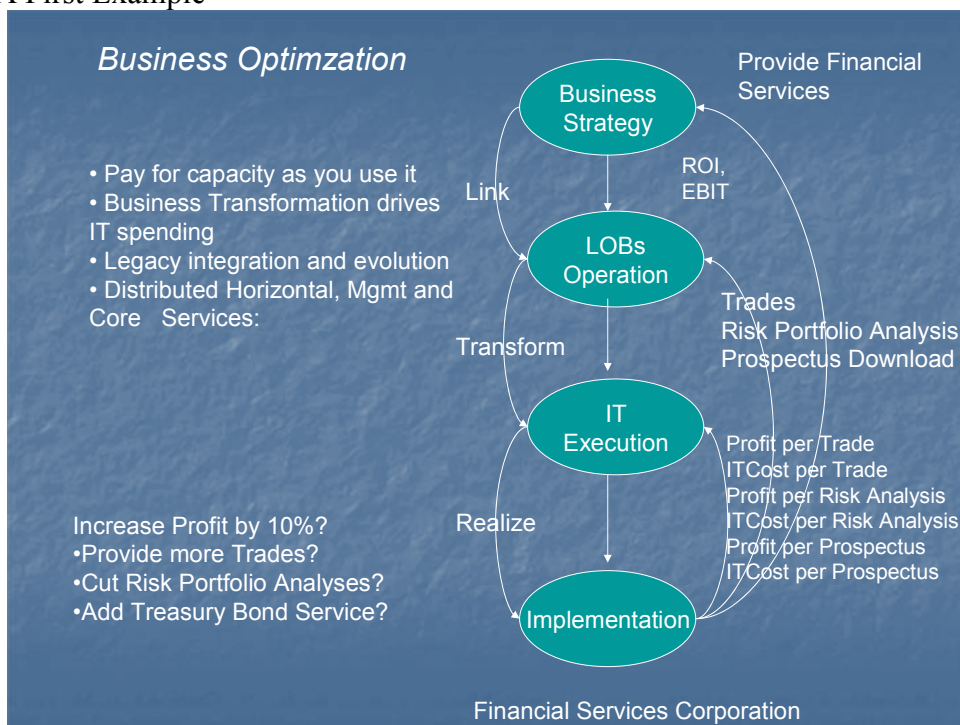 A First Example
Business Optimzation
• Pay for capacity as you use it
• Business Transformation drives
IT spending
• Legacy integration and evolution
• Distributed Horizontal, Mgmt and
Core Services:
Increase Profit by 10%?
•Provide more Trades?
•Cut Risk Portfolio Analyses?
•Add Treasury Bond Service?
Business
Strategy
Provide Financial
Services
Link
ROI,
EBIT
LOBs
Operation
Trades
Risk Portfolio Analysis
Prospectus Download
Transform
IT
Execution
Profit per Trade
ITCost per Trade
Profit per Risk Analysis
ITCost per Risk Analysis
Profit per Prospectus
ITCost per Prospectus
Realize
Implementation
Financial Services Corporation